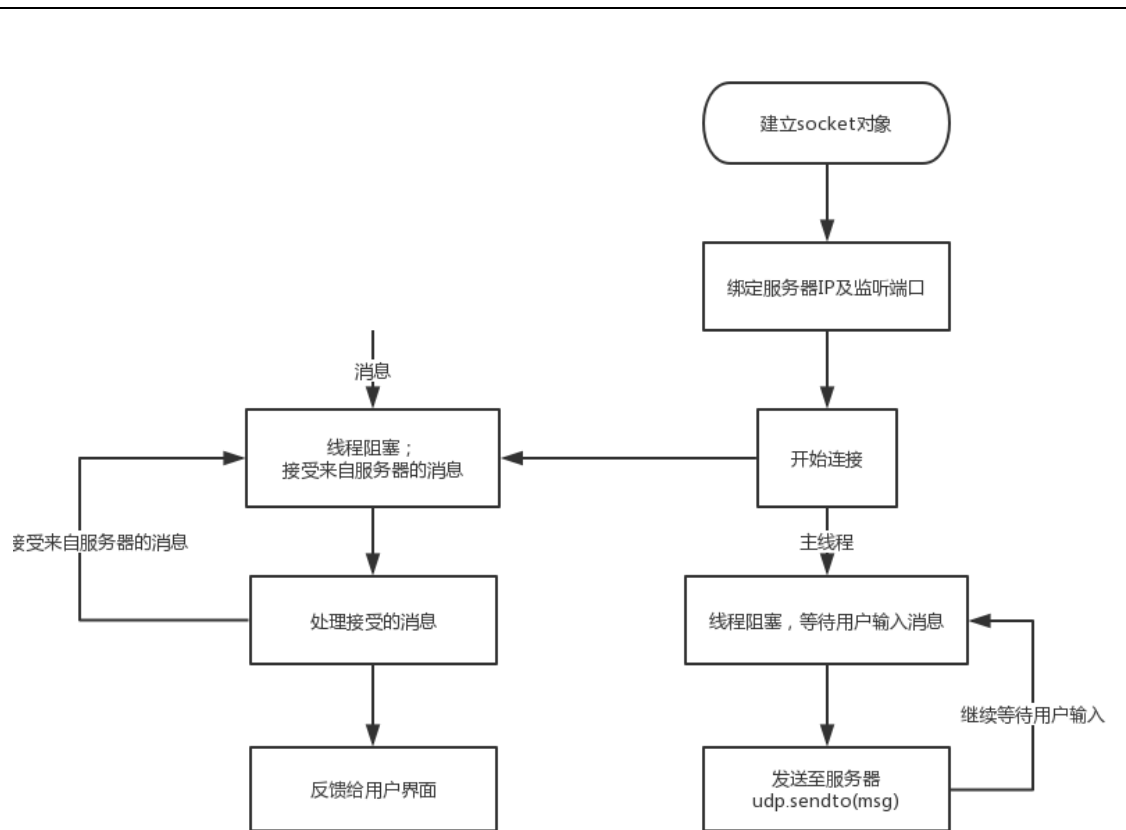 建立socket对象
绑定服务器IP及监听端口
消息
线程阻塞；
接受来自服务器的消息
开始连接
接受来自服务器的消息
主线程
处理接受的消息
线程阻塞，等待用户输入消息
继续等待用户输入
反馈给用户界面
发送至服务器
udp.sendto(msg)